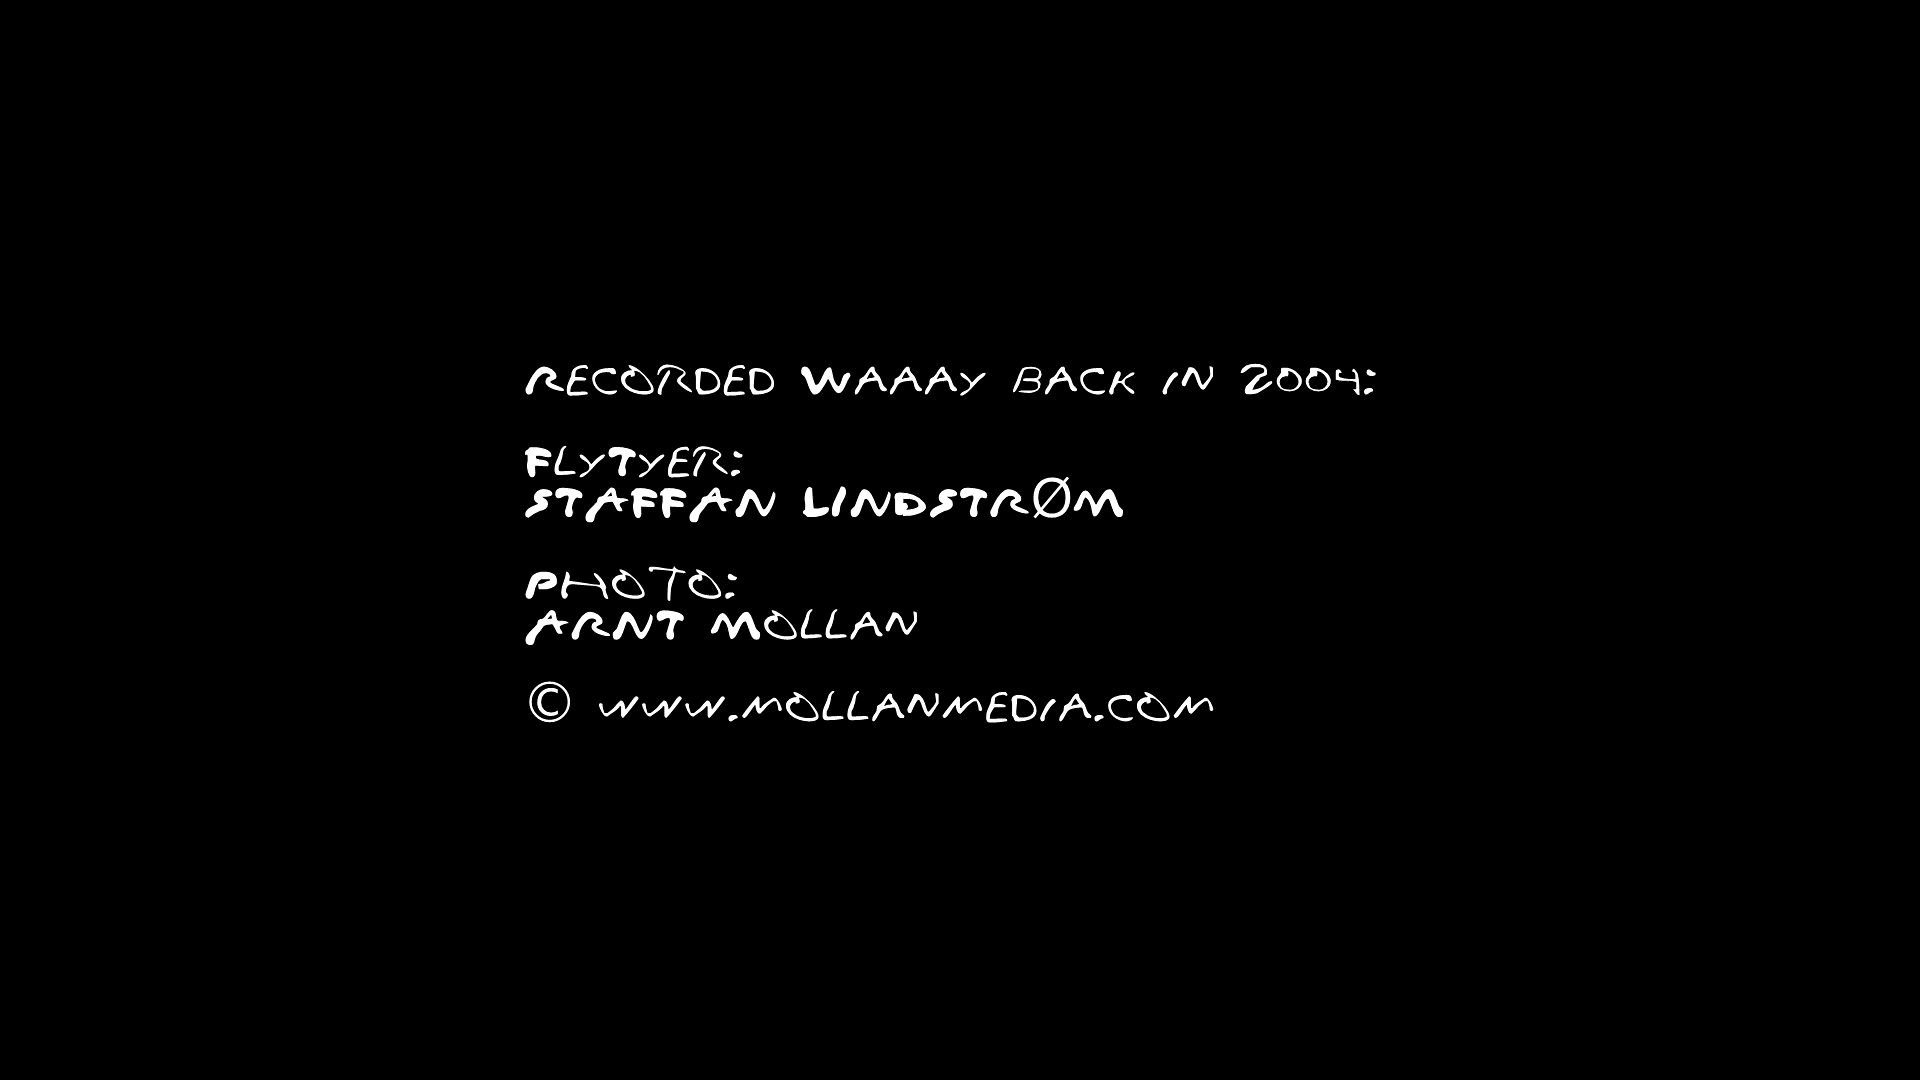 Recorded Waaay back in 2004:
FlyTyer:
STAFFAN LINDSTRØM
Photo:
ARNT Mollan
© www.mollanmedia.com